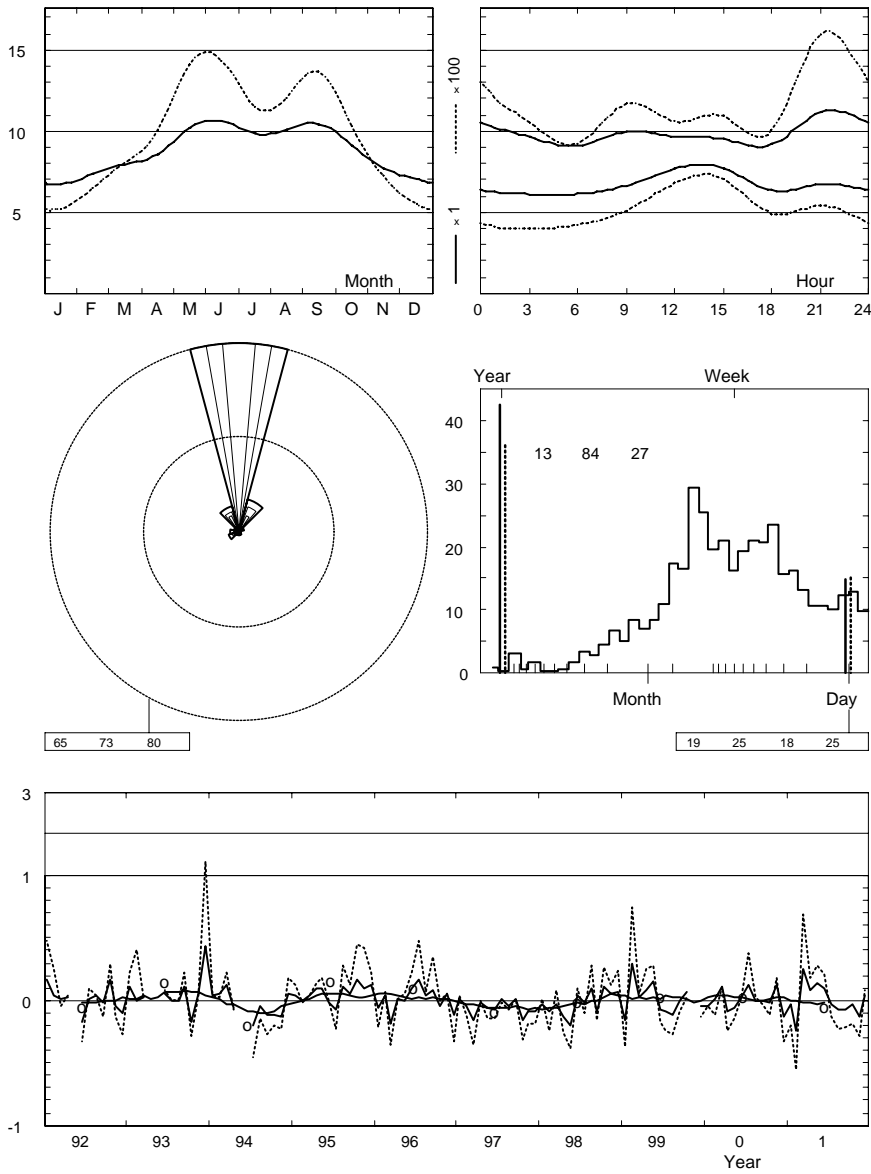 15
10
5
Month
J F M A M J J A S O N D
x 1 x 100
Hour
0 3 6 9 12 15 18 21 24
Year Week
40
30
20
10
0
13 84 27
Month Day
65 73 80
19 25 18 25
3
1
0
-1
92 93 94 95 96 97 98 99 0 1
Year